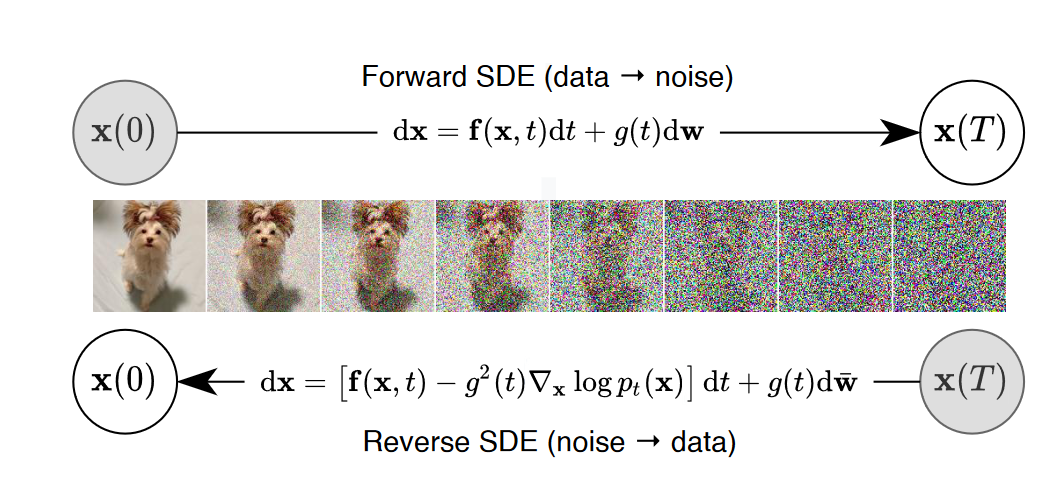 Forward SDE (data → noise)
x(0) dx = f(x, t)dt + g(t)dw x(T)
x(0) dx = [f(x, t) − g²(t)∇ₓ log pₜ(x)] dt + g(t)dw̄ x(T)
Reverse SDE (noise → data)